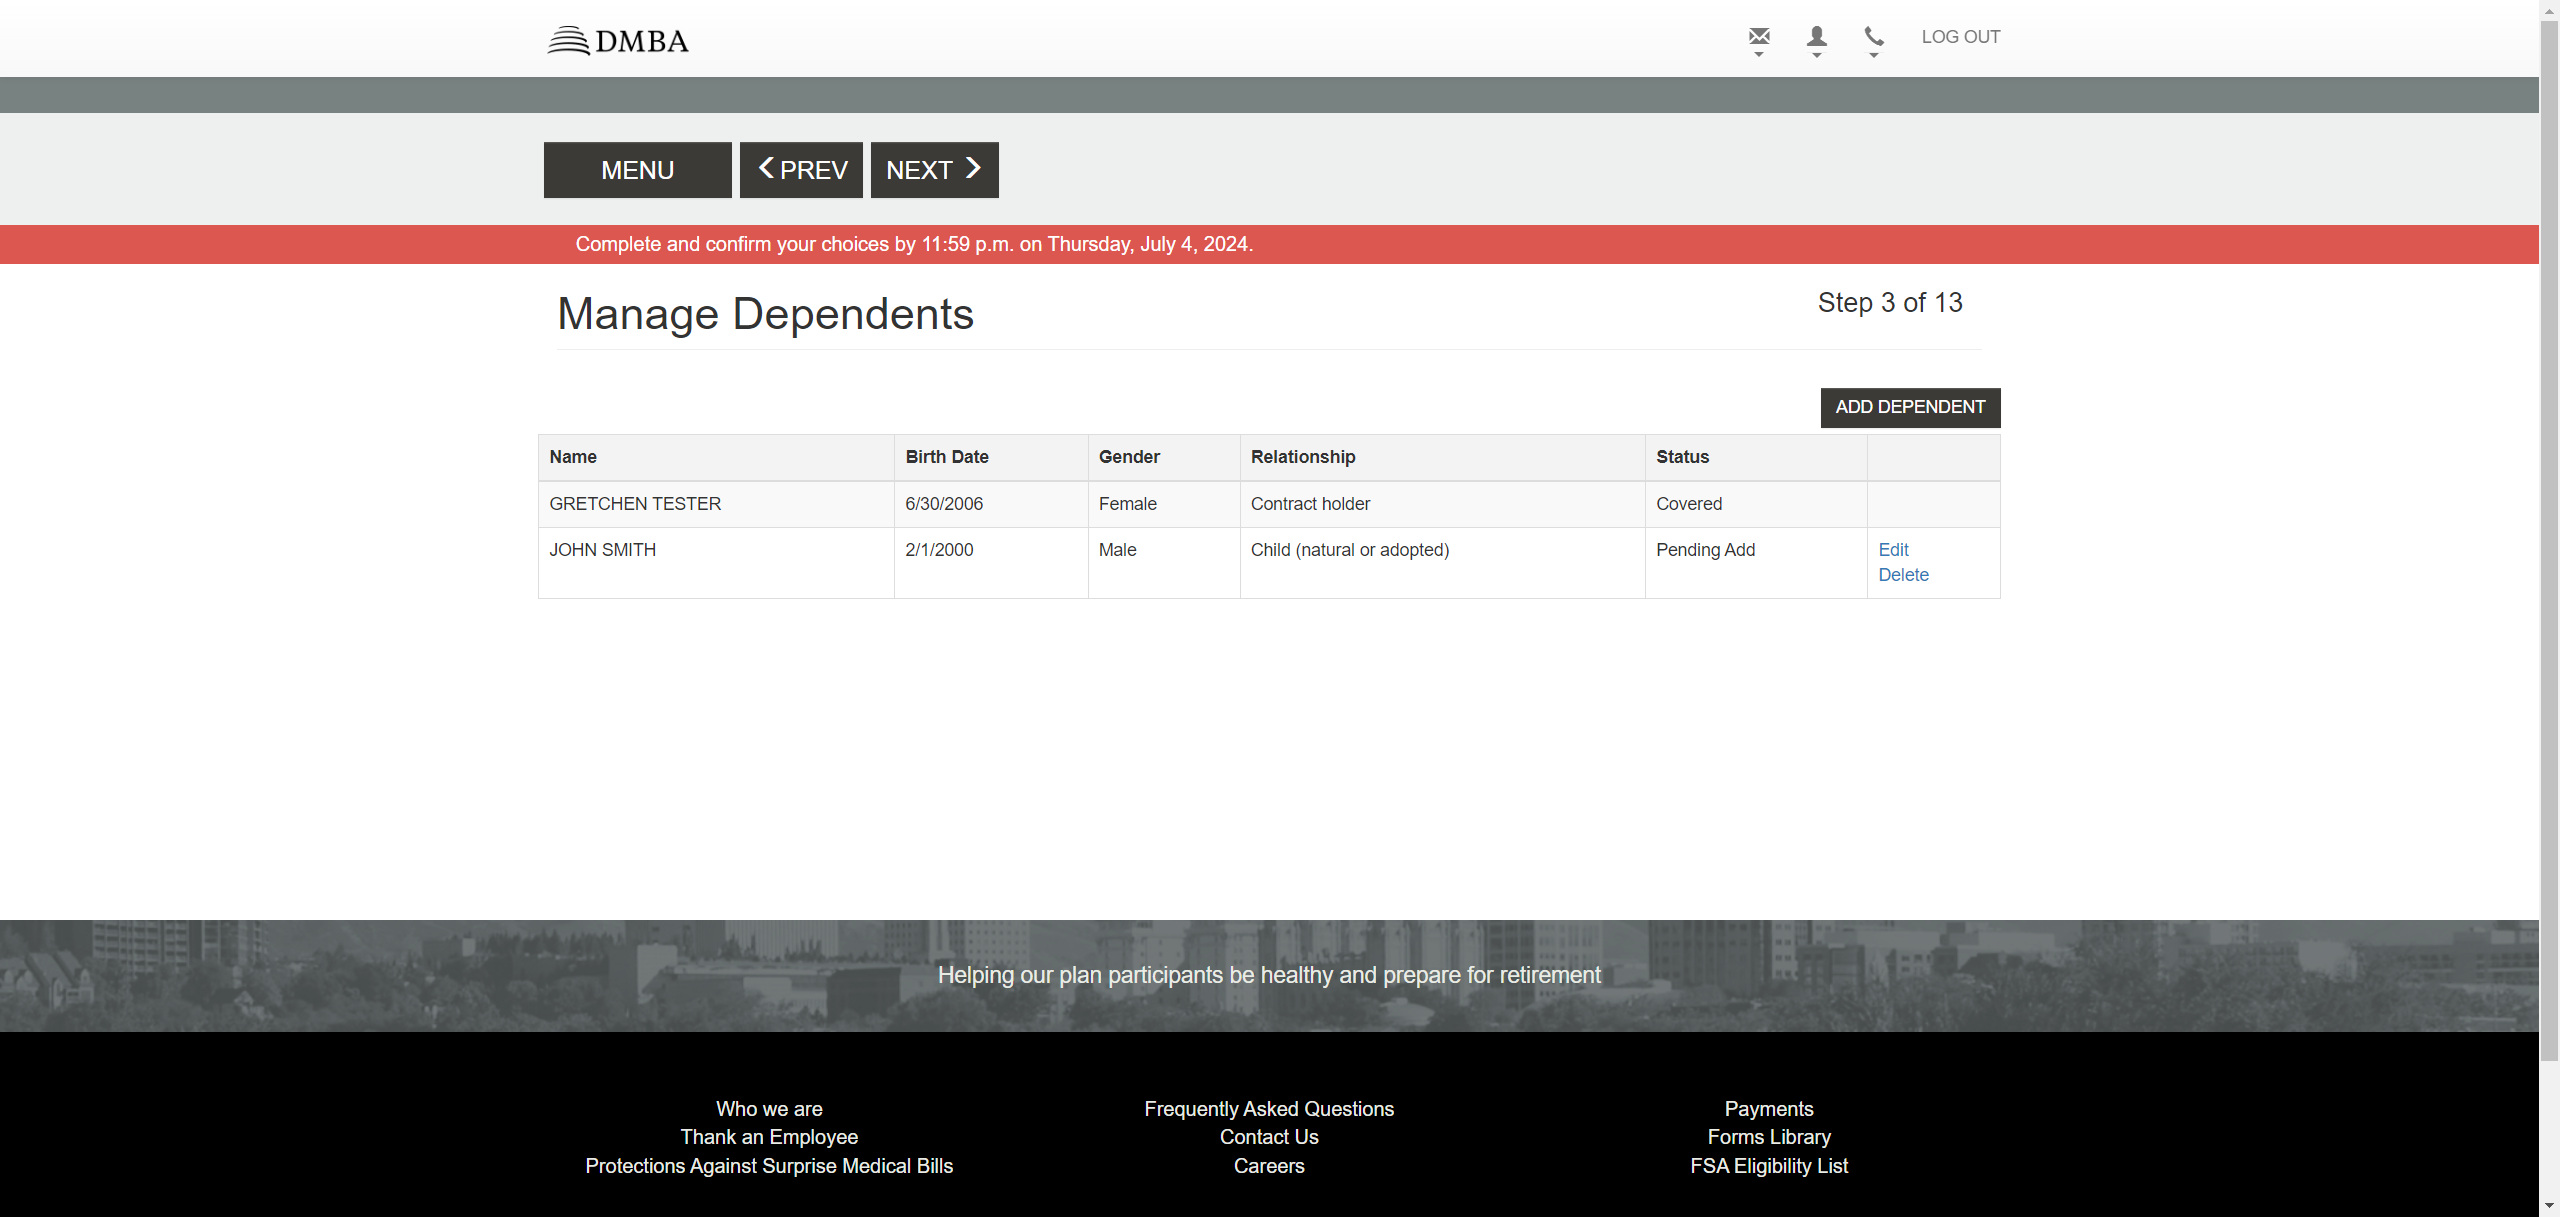 DMBA
LOG OUT
MENU
PREV
NEXT
Complete and confirm your choices by 11:59 p.m. on Thursday, July 4, 2024.
Manage Dependents
Step 3 of 13
ADD DEPENDENT
Name Birth Date Gender Relationship Status
GRETCHEN TESTER 6/30/2006 Female Contract holder Covered
JOHN SMITH 2/1/2000 Male Child (natural or adopted) Pending Add Edit
Delete
Helping our plan participants be healthy and prepare for retirement
Who we are Frequently Asked Questions Payments
Thank an Employee Contact Us Forms Library
Protections Against Surprise Medical Bills Careers FSA Eligibility List